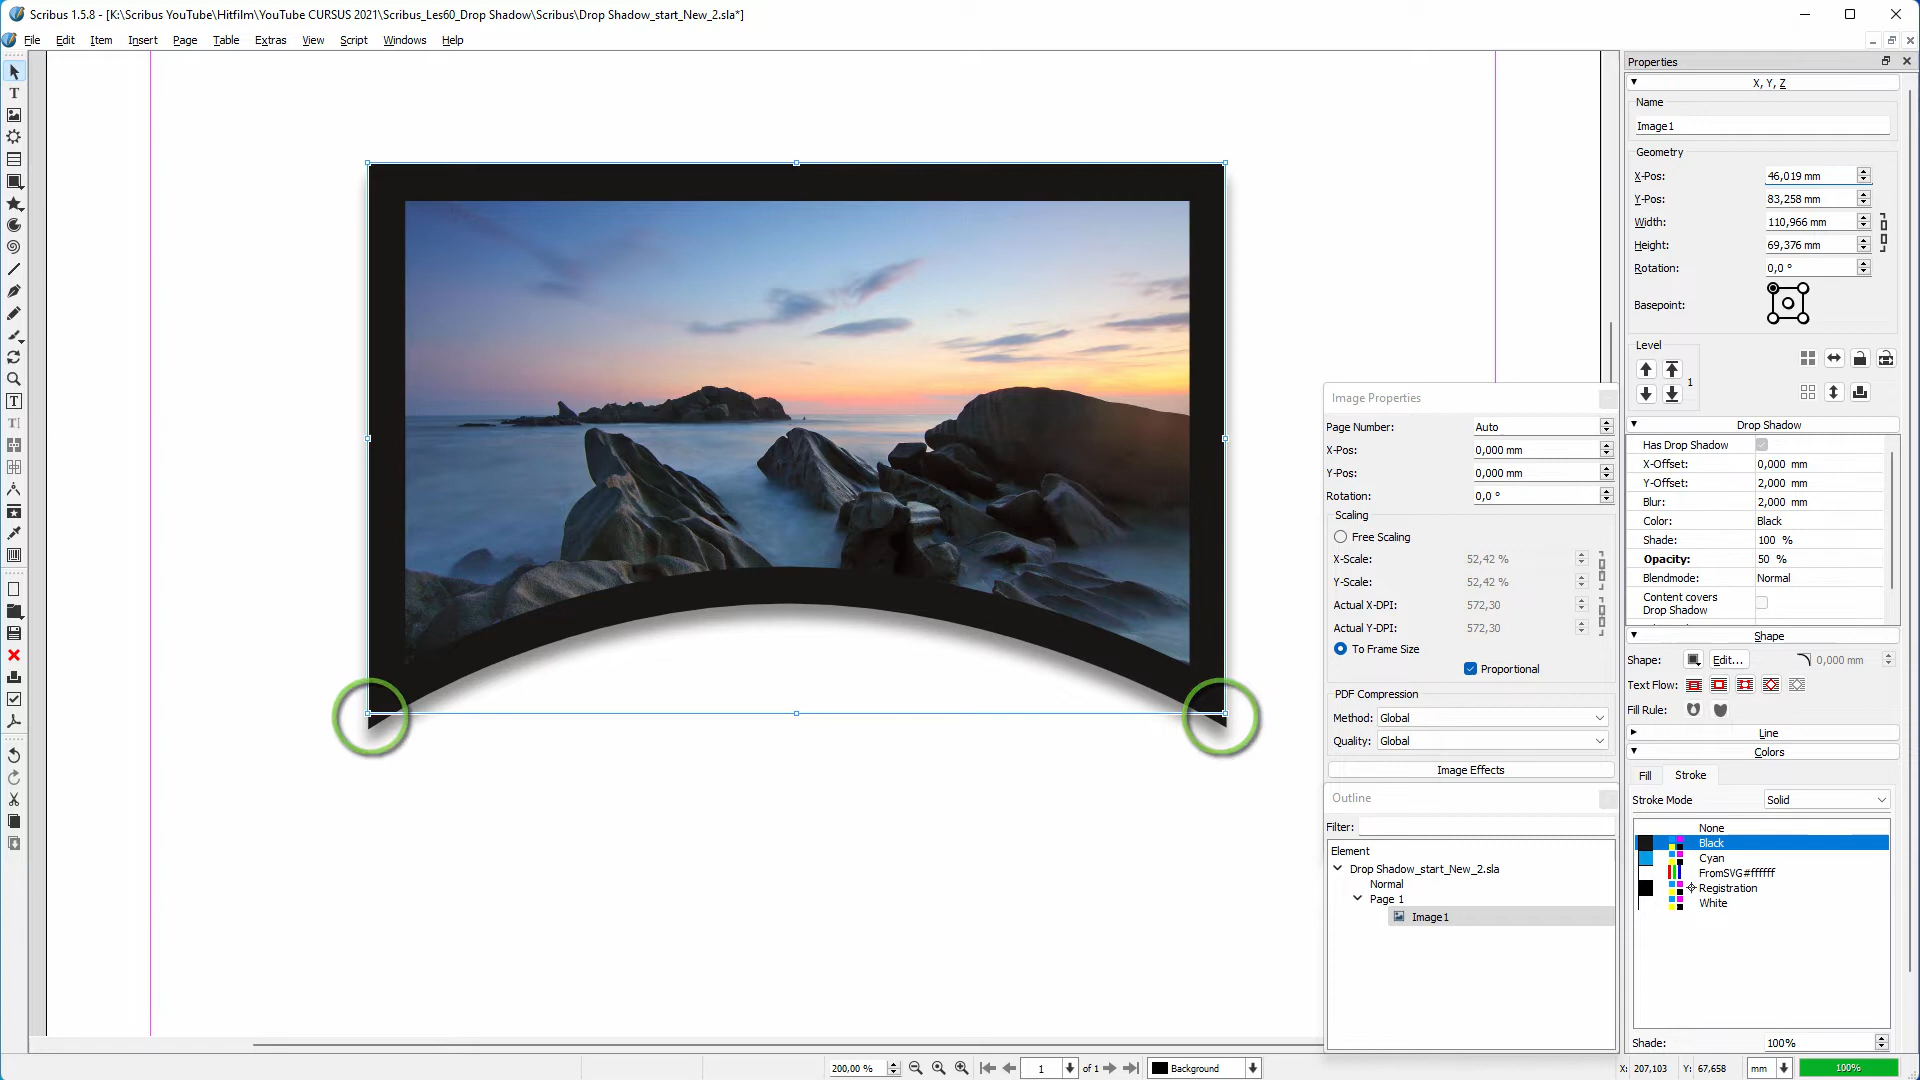 Scribus 1.5.8 - [K:\Scribus YouTube\Hitfilm\YouTube CURSUS 2021\Scribus_Les60_Drop Shadow\Scribus\Drop Shadow_start_New_2.sla*]
File Edit Item Insert Page Table Extras View Script Windows Help
Properties
X, Y, Z
Name
Image1
Geometry
X-Pos: 46,019 mm
Y-Pos: 83,258 mm
Width: 110,966 mm
Height: 69,376 mm
Rotation: 0,0 °
Basepoint:
Level
1
Drop Shadow
Has Drop Shadow
X-Offset: 0,000 mm
Y-Offset: 2,000 mm
Blur: 2,000 mm
Color: Black
Shade: 100 %
Opacity: 50 %
Blendmode: Normal
Content covers
Drop Shadow
Shape
Shape: Edit... 0,000 mm
Text Flow:
Fill Rule:
Line
Colors
Fill Stroke
Stroke Mode Solid
None
Black
Cyan
FromSVG#ffffff
Registration
White
Shade: 100%
Image Properties
Page Number: Auto
X-Pos: 0,000 mm
Y-Pos: 0,000 mm
Rotation: 0,0 °
Scaling
Free Scaling
X-Scale: 52,42 %
Y-Scale: 52,42 %
Actual X-DPI: 572,30
Actual Y-DPI: 572,30
To Frame Size
Proportional
PDF Compression
Method: Global
Quality: Global
Image Effects
Outline
Filter:
Element
Drop Shadow_start_New_2.sla
Normal
Page 1
Image1
200,00 % 1 of 1 Background X: 207,103 Y: 67,658 mm 100%